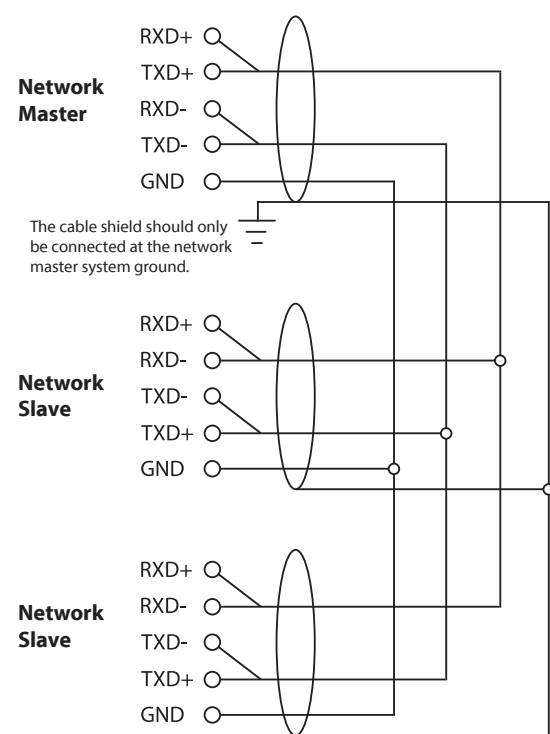 RXD+
TXD+
Network
Master
RXD-
TXD-
GND
The cable shield should only
be connected at the network
master system ground.
RXD+
RXD-
Network
Slave
TXD-
TXD+
GND
RXD+
RXD-
Network
Slave
TXD-
TXD+
GND